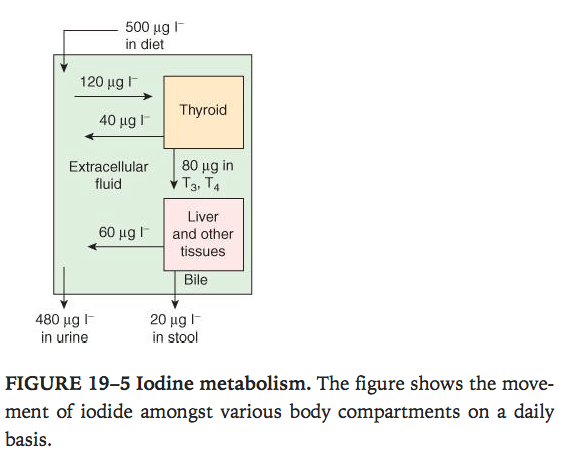 500 μg I⁻
in diet
120 μg I⁻
Thyroid
40 μg I⁻
Extracellular
fluid
80 μg in
T₃, T₄
Liver
and other
tissues
60 μg I⁻
Bile
480 μg I⁻
in urine
20 μg I⁻
in stool
FIGURE 19–5 Iodine metabolism. The figure shows the move-
ment of iodide amongst various body compartments on a daily
basis.